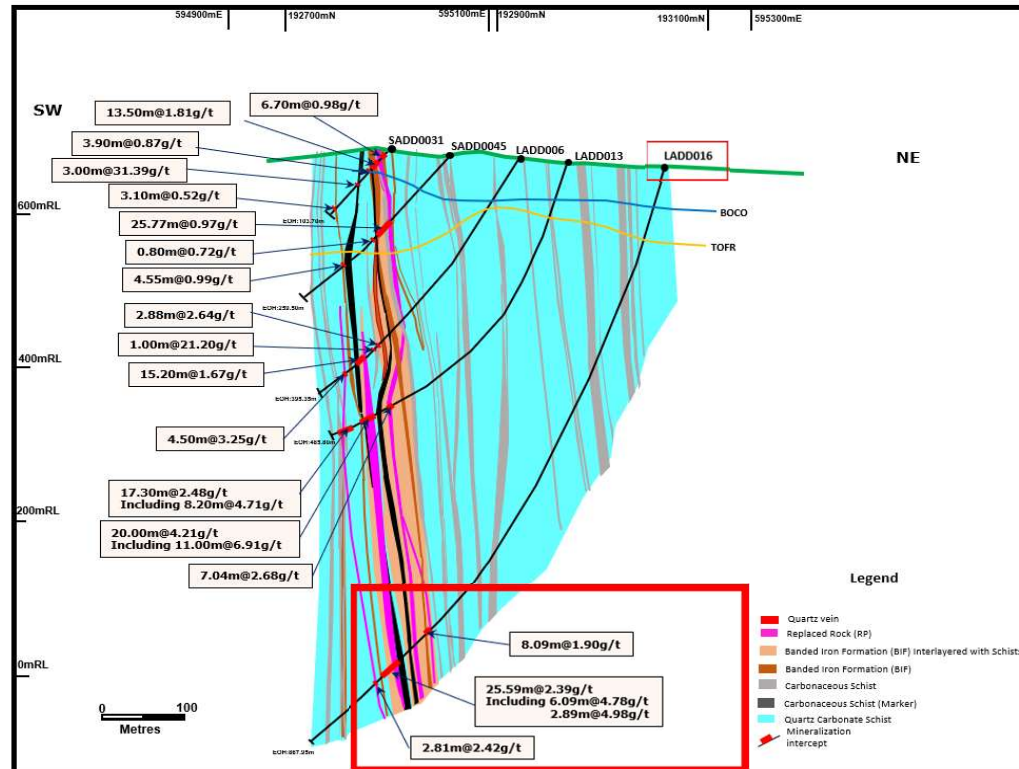 594900mE
192700mN
595100mE
192900mN
193100mN
595300mE
SW
NE
13.50m@1.81g/t
6.70m@0.98g/t
3.90m@0.87g/t
3.00m@31.39g/t
3.10m@0.52g/t
25.77m@0.97g/t
0.80m@0.72g/t
4.55m@0.99g/t
2.88m@2.64g/t
1.00m@21.20g/t
15.20m@1.67g/t
4.50m@3.25g/t
17.30m@2.48g/t
Including 8.20m@4.71g/t
20.00m@4.21g/t
Including 11.00m@6.91g/t
7.04m@2.68g/t
SADD0031
SADD0045
LADD006
LADD013
LADD016
BOCO
TOFR
600mRL
400mRL
200mRL
0mRL
8.09m@1.90g/t
25.59m@2.39g/t
Including 6.09m@4.78g/t
2.89m@4.98g/t
2.81m@2.42g/t
0
100
Metres
Legend
Quartz vein
Replaced Rock (RP)
Banded Iron Formation (BIF) Interlayered with Schists
Banded Iron Formation (BIF)
Carbonaceous Schist
Carbonaceous Schist (Marker)
Quartz Carbonate Schist
Mineralization
intercept